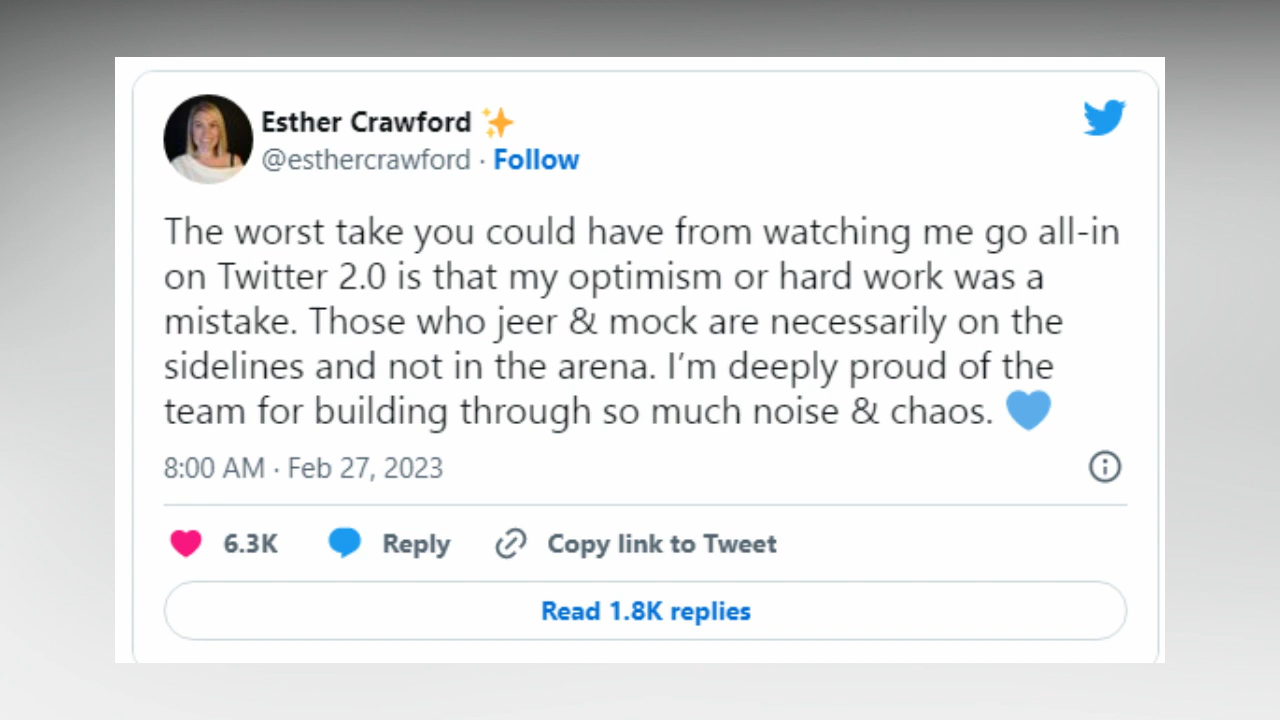 Esther Crawford ✨
@esthercrawford · Follow
The worst take you could have from watching me go all-in
on Twitter 2.0 is that my optimism or hard work was a
mistake. Those who jeer & mock are necessarily on the
sidelines and not in the arena. I’m deeply proud of the
team for building through so much noise & chaos. 💙
8:00 AM · Feb 27, 2023
6.3K Reply Copy link to Tweet
Read 1.8K replies